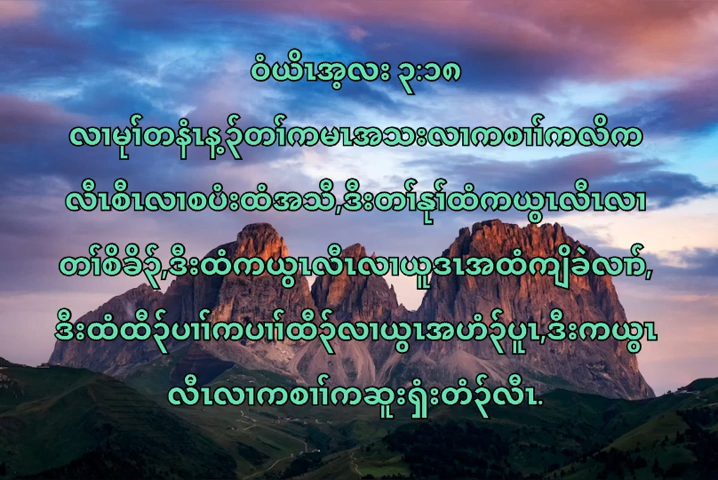 ဝံယိၤအ့လး ၃:၁၈
လၢမုၢ်တနံၤန့ၣ်တၢ်ကမၤအသးလၢကစၢၢ်ကလိက
လီၤစီၤလၢစပံးထံအသီ,ဒီးတၢ်နုၢ်ထံကယွၤလီၤလၢ
တၢ်စိခိၣ်,ဒီးထံကယွၤလီၤလၢယူဒၤအထံကျိခဲလၢာ်,
ဒီးထံထီၣ်ပၢၢ်ကပၢၢ်ထီၣ်လၢယွၤအဟံၣ်ပူၤ,ဒီးကယွၤ
လီၤလၢကစၢၢ်ကဆူးရှံးတံၣ်လီၤ.